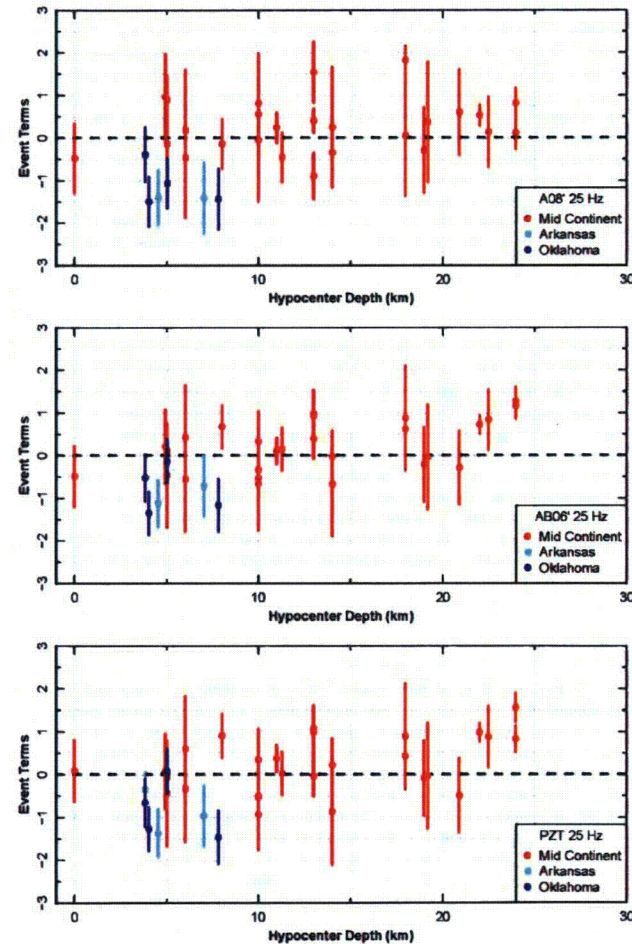 3
2
1
0
−1
−2
−3
Event Terms
A08' 25 Hz
Mid Continent
Arkansas
Oklahoma
0 10 20 30
Hypocenter Depth (km)
3
2
1
0
−1
−2
−3
Event Terms
AB06' 25 Hz
Mid Continent
Arkansas
Oklahoma
0 10 20 30
Hypocenter Depth (km)
3
2
1
0
−1
−2
−3
Event Terms
PZT 25 Hz
Mid Continent
Arkansas
Oklahoma
0 10 20 30
Hypocenter Depth (km)